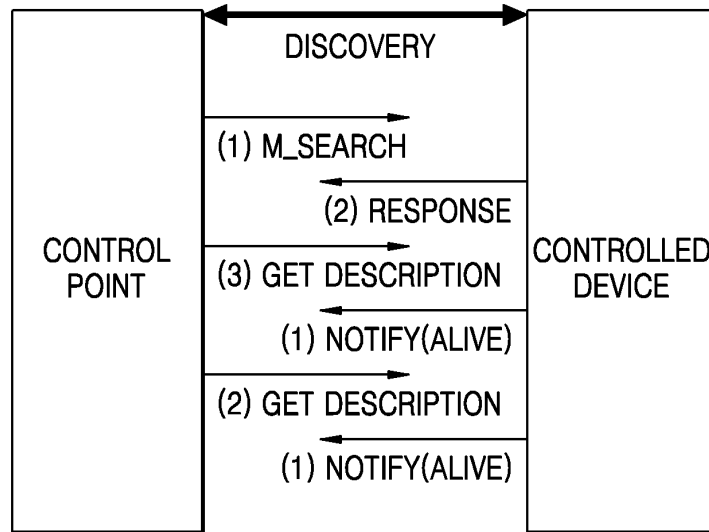 DISCOVERY
(1) M_SEARCH
(2) RESPONSE
CONTROL
POINT
(3) GET DESCRIPTION
CONTROLLED
DEVICE
(1) NOTIFY(ALIVE)
(2) GET DESCRIPTION
(1) NOTIFY(ALIVE)